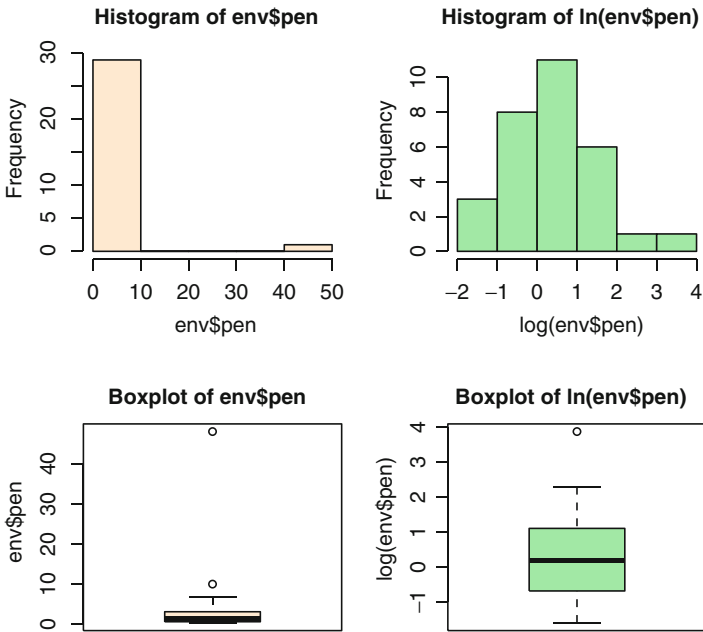 Histogram of env$pen
Frequency
30
20
10
5
0
0 10 20 30 40 50
env$pen
Histogram of ln(env$pen)
Frequency
10
8
6
4
2
0
−2 −1 0 1 2 3 4
log(env$pen)
Boxplot of env$pen
env$pen
40
30
20
10
0
Boxplot of ln(env$pen)
log(env$pen)
4
3
2
1
0
−1